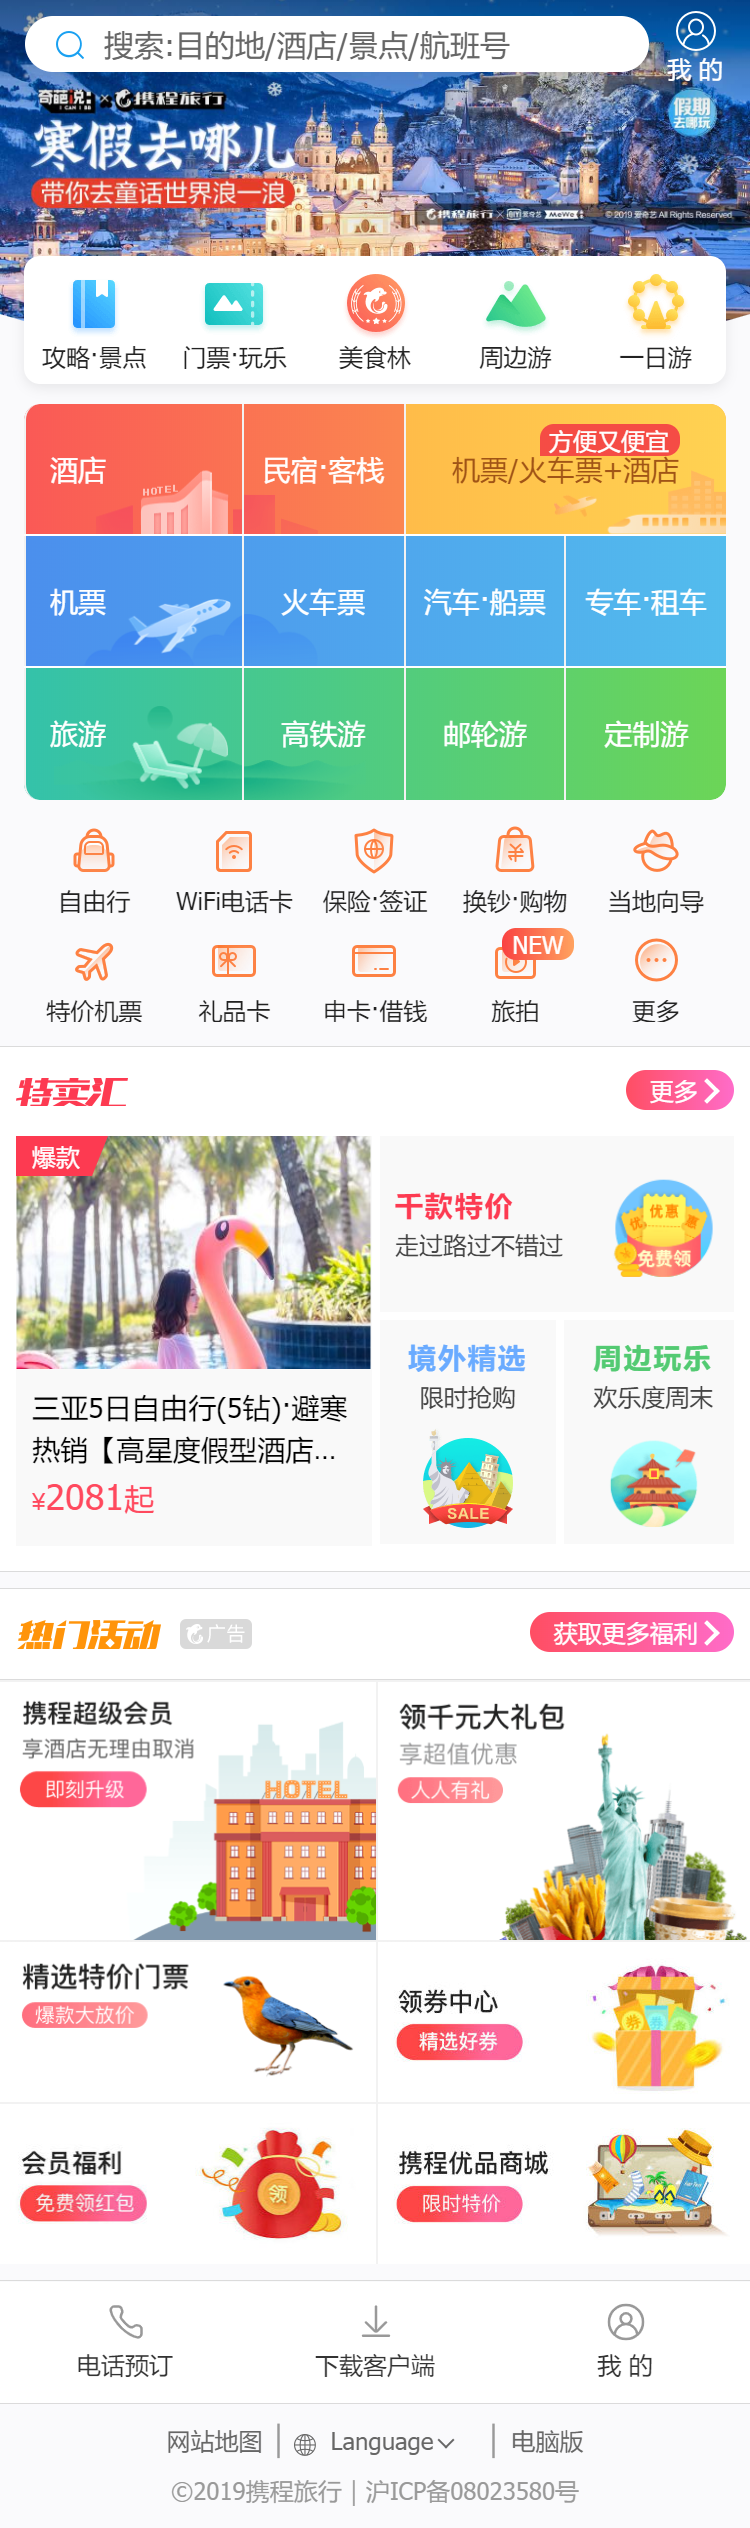 搜索:目的地/酒店/景点/航班号
我 的
奇葩说 I CAN I BB × 携程旅行
假期
去哪玩
寒假去哪儿
带你去童话世界浪一浪
携程旅行 × 爱奇艺 MeWe ©2019 爱奇艺 All Rights Reserved
攻略·景点 门票·玩乐 美食林 周边游 一日游
方便又便宜
酒店 民宿·客栈 机票/火车票+酒店
HOTEL
机票 火车票 汽车·船票 专车·租车
旅游 高铁游 邮轮游 定制游
自由行 WiFi电话卡 保险·签证 换钞·购物 当地向导
NEW
特价机票 礼品卡 申卡·借钱 旅拍 更多
特卖汇 更多
爆款
千款特价
走过路过不错过
优惠
优 惠
免费领
三亚5日自由行(5钻)·避寒
热销【高星度假型酒店...
¥2081起
境外精选
限时抢购
SALE
周边玩乐
欢乐度周末
热门活动 广告 获取更多福利
携程超级会员
享酒店无理由取消
即刻升级
HOTEL
领千元大礼包
享超值优惠
人人有礼
精选特价门票
爆款大放价
领券中心
精选好券
券 券
会员福利
免费领红包
领
携程优品商城
限时特价
电话预订 下载客户端 我 的
网站地图 Language 电脑版
©2019携程旅行 | 沪ICP备08023580号